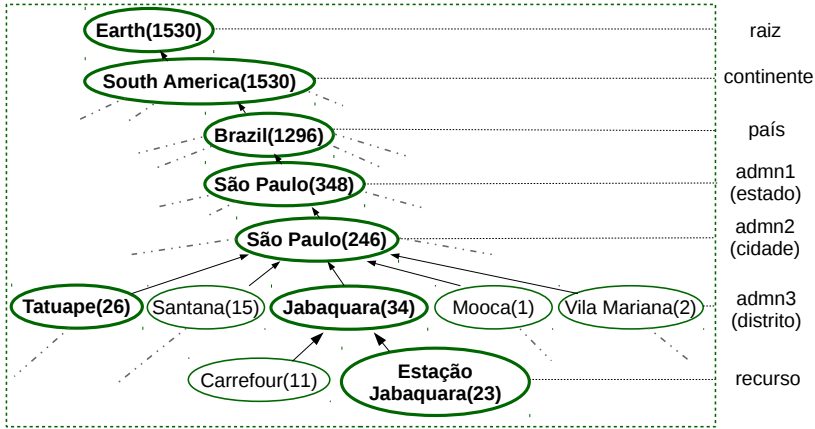 Earth(1530)
raiz
South America(1530)
continente
Brazil(1296)
país
São Paulo(348)
admn1
(estado)
São Paulo(246)
admn2
(cidade)
Tatuape(26)
Santana(15)
Jabaquara(34)
Mooca(1)
Vila Mariana(2)
admn3
(distrito)
Carrefour(11)
Estação
Jabaquara(23)
recurso